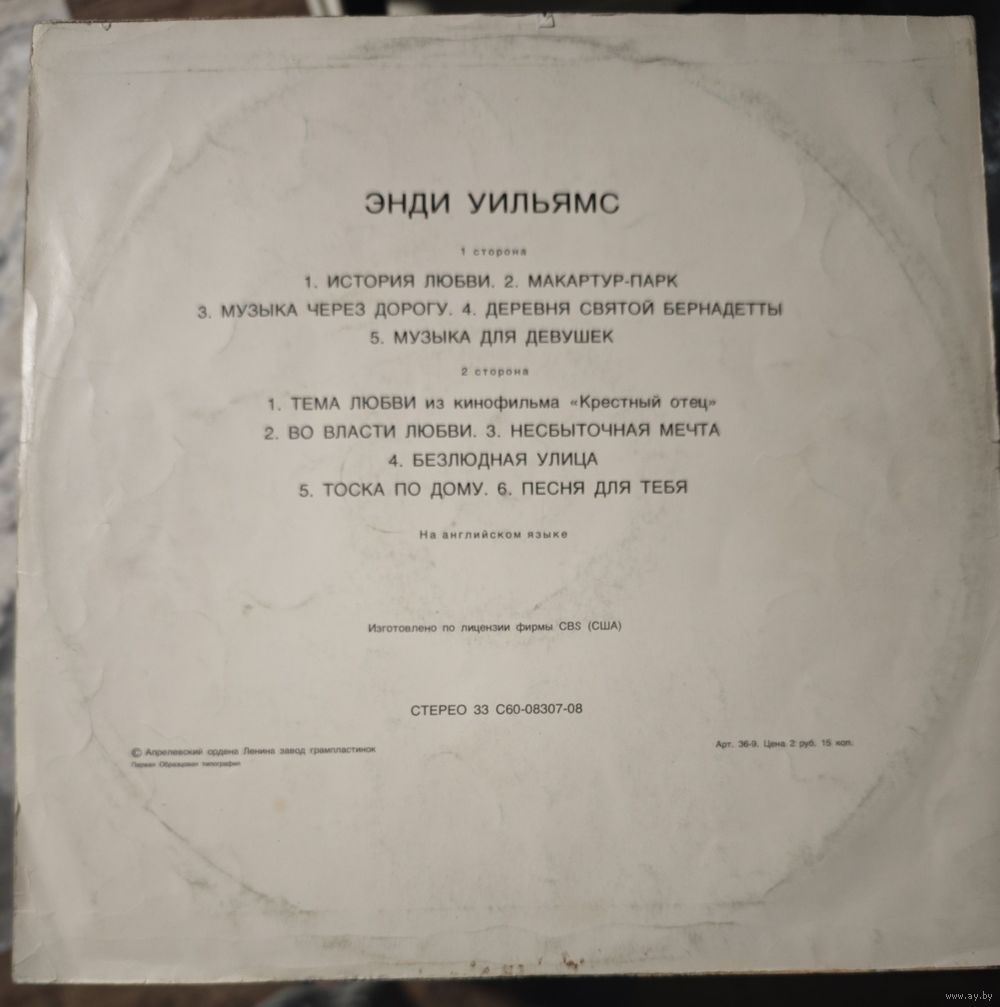 ЭНДИ УИЛЬЯМС
1 сторона
1. ИСТОРИЯ ЛЮБВИ. 2. МАКАРТУР-ПАРК
3. МУЗЫКА ЧЕРЕЗ ДОРОГУ. 4. ДЕРЕВНЯ СВЯТОЙ БЕРНАДЕТТЫ
5. МУЗЫКА ДЛЯ ДЕВУШЕК
2 сторона
1. ТЕМА ЛЮБВИ из кинофильма «Крестный отец»
2. ВО ВЛАСТИ ЛЮБВИ. 3. НЕСБЫТОЧНАЯ МЕЧТА
4. БЕЗЛЮДНАЯ УЛИЦА
5. ТОСКА ПО ДОМУ. 6. ПЕСНЯ ДЛЯ ТЕБЯ
На английском языке
Изготовлено по лицензии фирмы CBS (США)
СТЕРЕО 33 С60-08307-08
© Апрелевский ордена Ленина завод грампластинок
Первая Образцовая типография
Арт. 36-9. Цена 2 руб. 15 коп.
www.ay.by